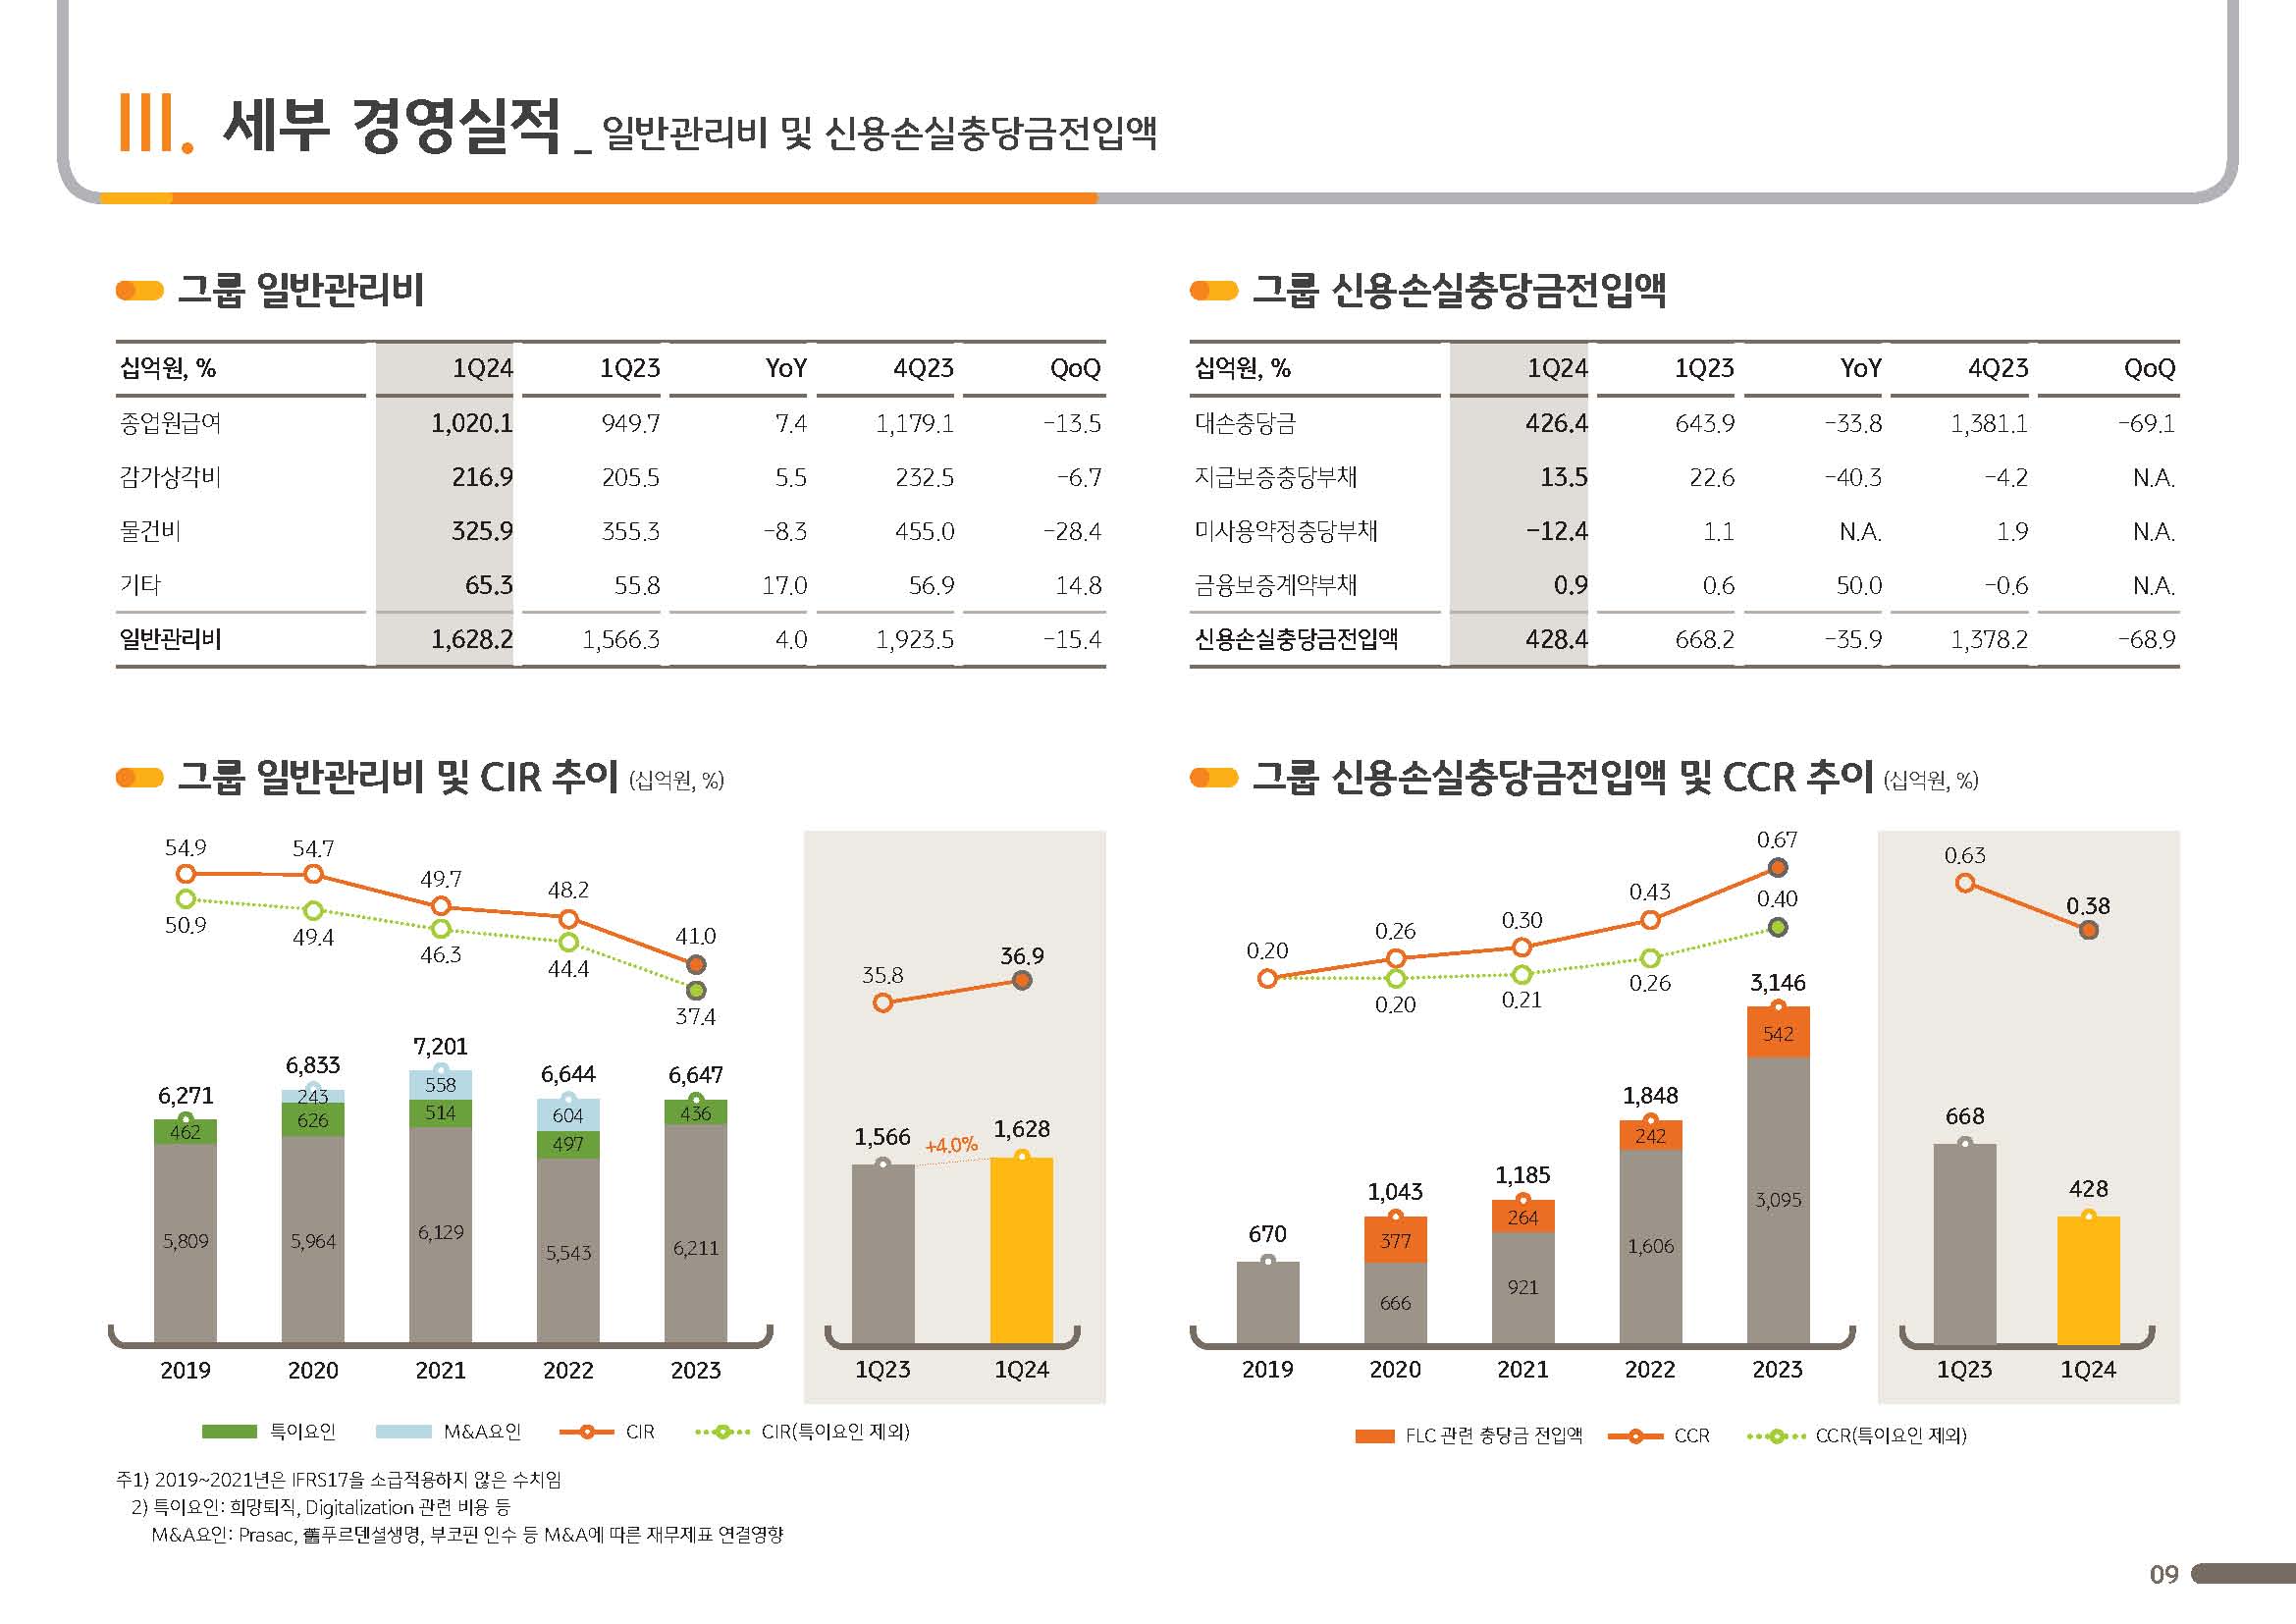 III. 세부 경영실적 _ 일반관리비 및 신용손실충당금전입액
그룹 일반관리비
십억원, % 1Q24 1Q23 YoY 4Q23 QoQ
종업원급여 1,020.1 949.7 7.4 1,179.1 -13.5
감가상각비 216.9 205.5 5.5 232.5 -6.7
물건비 325.9 355.3 -8.3 455.0 -28.4
기타 65.3 55.8 17.0 56.9 14.8
일반관리비 1,628.2 1,566.3 4.0 1,923.5 -15.4
그룹 신용손실충당금전입액
십억원, % 1Q24 1Q23 YoY 4Q23 QoQ
대손충당금 426.4 643.9 -33.8 1,381.1 -69.1
지급보증충당부채 13.5 22.6 -40.3 -4.2 N.A.
미사용약정충당부채 -12.4 1.1 N.A. 1.9 N.A.
금융보증계약부채 0.9 0.6 50.0 -0.6 N.A.
신용손실충당금전입액 428.4 668.2 -35.9 1,378.2 -68.9
그룹 일반관리비 및 CIR 추이 (십억원, %)
54.9 54.7 49.7 48.2 41.0
50.9 49.4 46.3 44.4 37.4
35.8 36.9
6,271 6,833 7,201 6,644 6,647
243 558 604
462 626 514 497 436
5,809 5,964 6,129 5,543 6,211
1,566 +4.0% 1,628
2019 2020 2021 2022 2023 1Q23 1Q24
특이요인 M&A요인 CIR CIR(특이요인 제외)
주1) 2019~2021년은 IFRS17을 소급적용하지 않은 수치임
2) 특이요인: 희망퇴직, Digitalization 관련 비용 등
M&A요인: Prasac, 舊푸르덴셜생명, 부코핀 인수 등 M&A에 따른 재무제표 연결영향
그룹 신용손실충당금전입액 및 CCR 추이 (십억원, %)
0.20 0.26 0.30 0.43 0.67
0.20 0.21 0.26 0.40
0.63 0.38
670 1,043 1,185 1,848 3,146
377 264 242 542
666 921 1,606 3,095
668 428
2019 2020 2021 2022 2023 1Q23 1Q24
FLC 관련 충당금 전입액 CCR CCR(특이요인 제외)
09